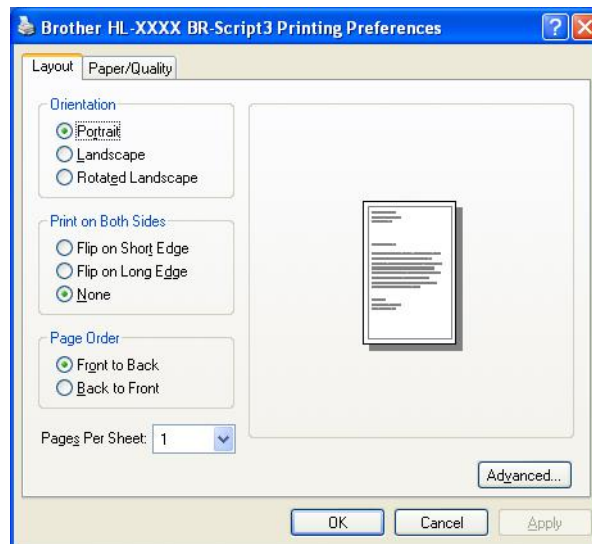 Brother HL-XXXX BR-Script3 Printing Preferences
Layout
Paper/Quality
Orientation
Portrait
Landscape
Rotated Landscape
Print on Both Sides
Flip on Short Edge
Flip on Long Edge
None
Page Order
Front to Back
Back to Front
Pages Per Sheet: 1
Advanced...
OK
Cancel
Apply